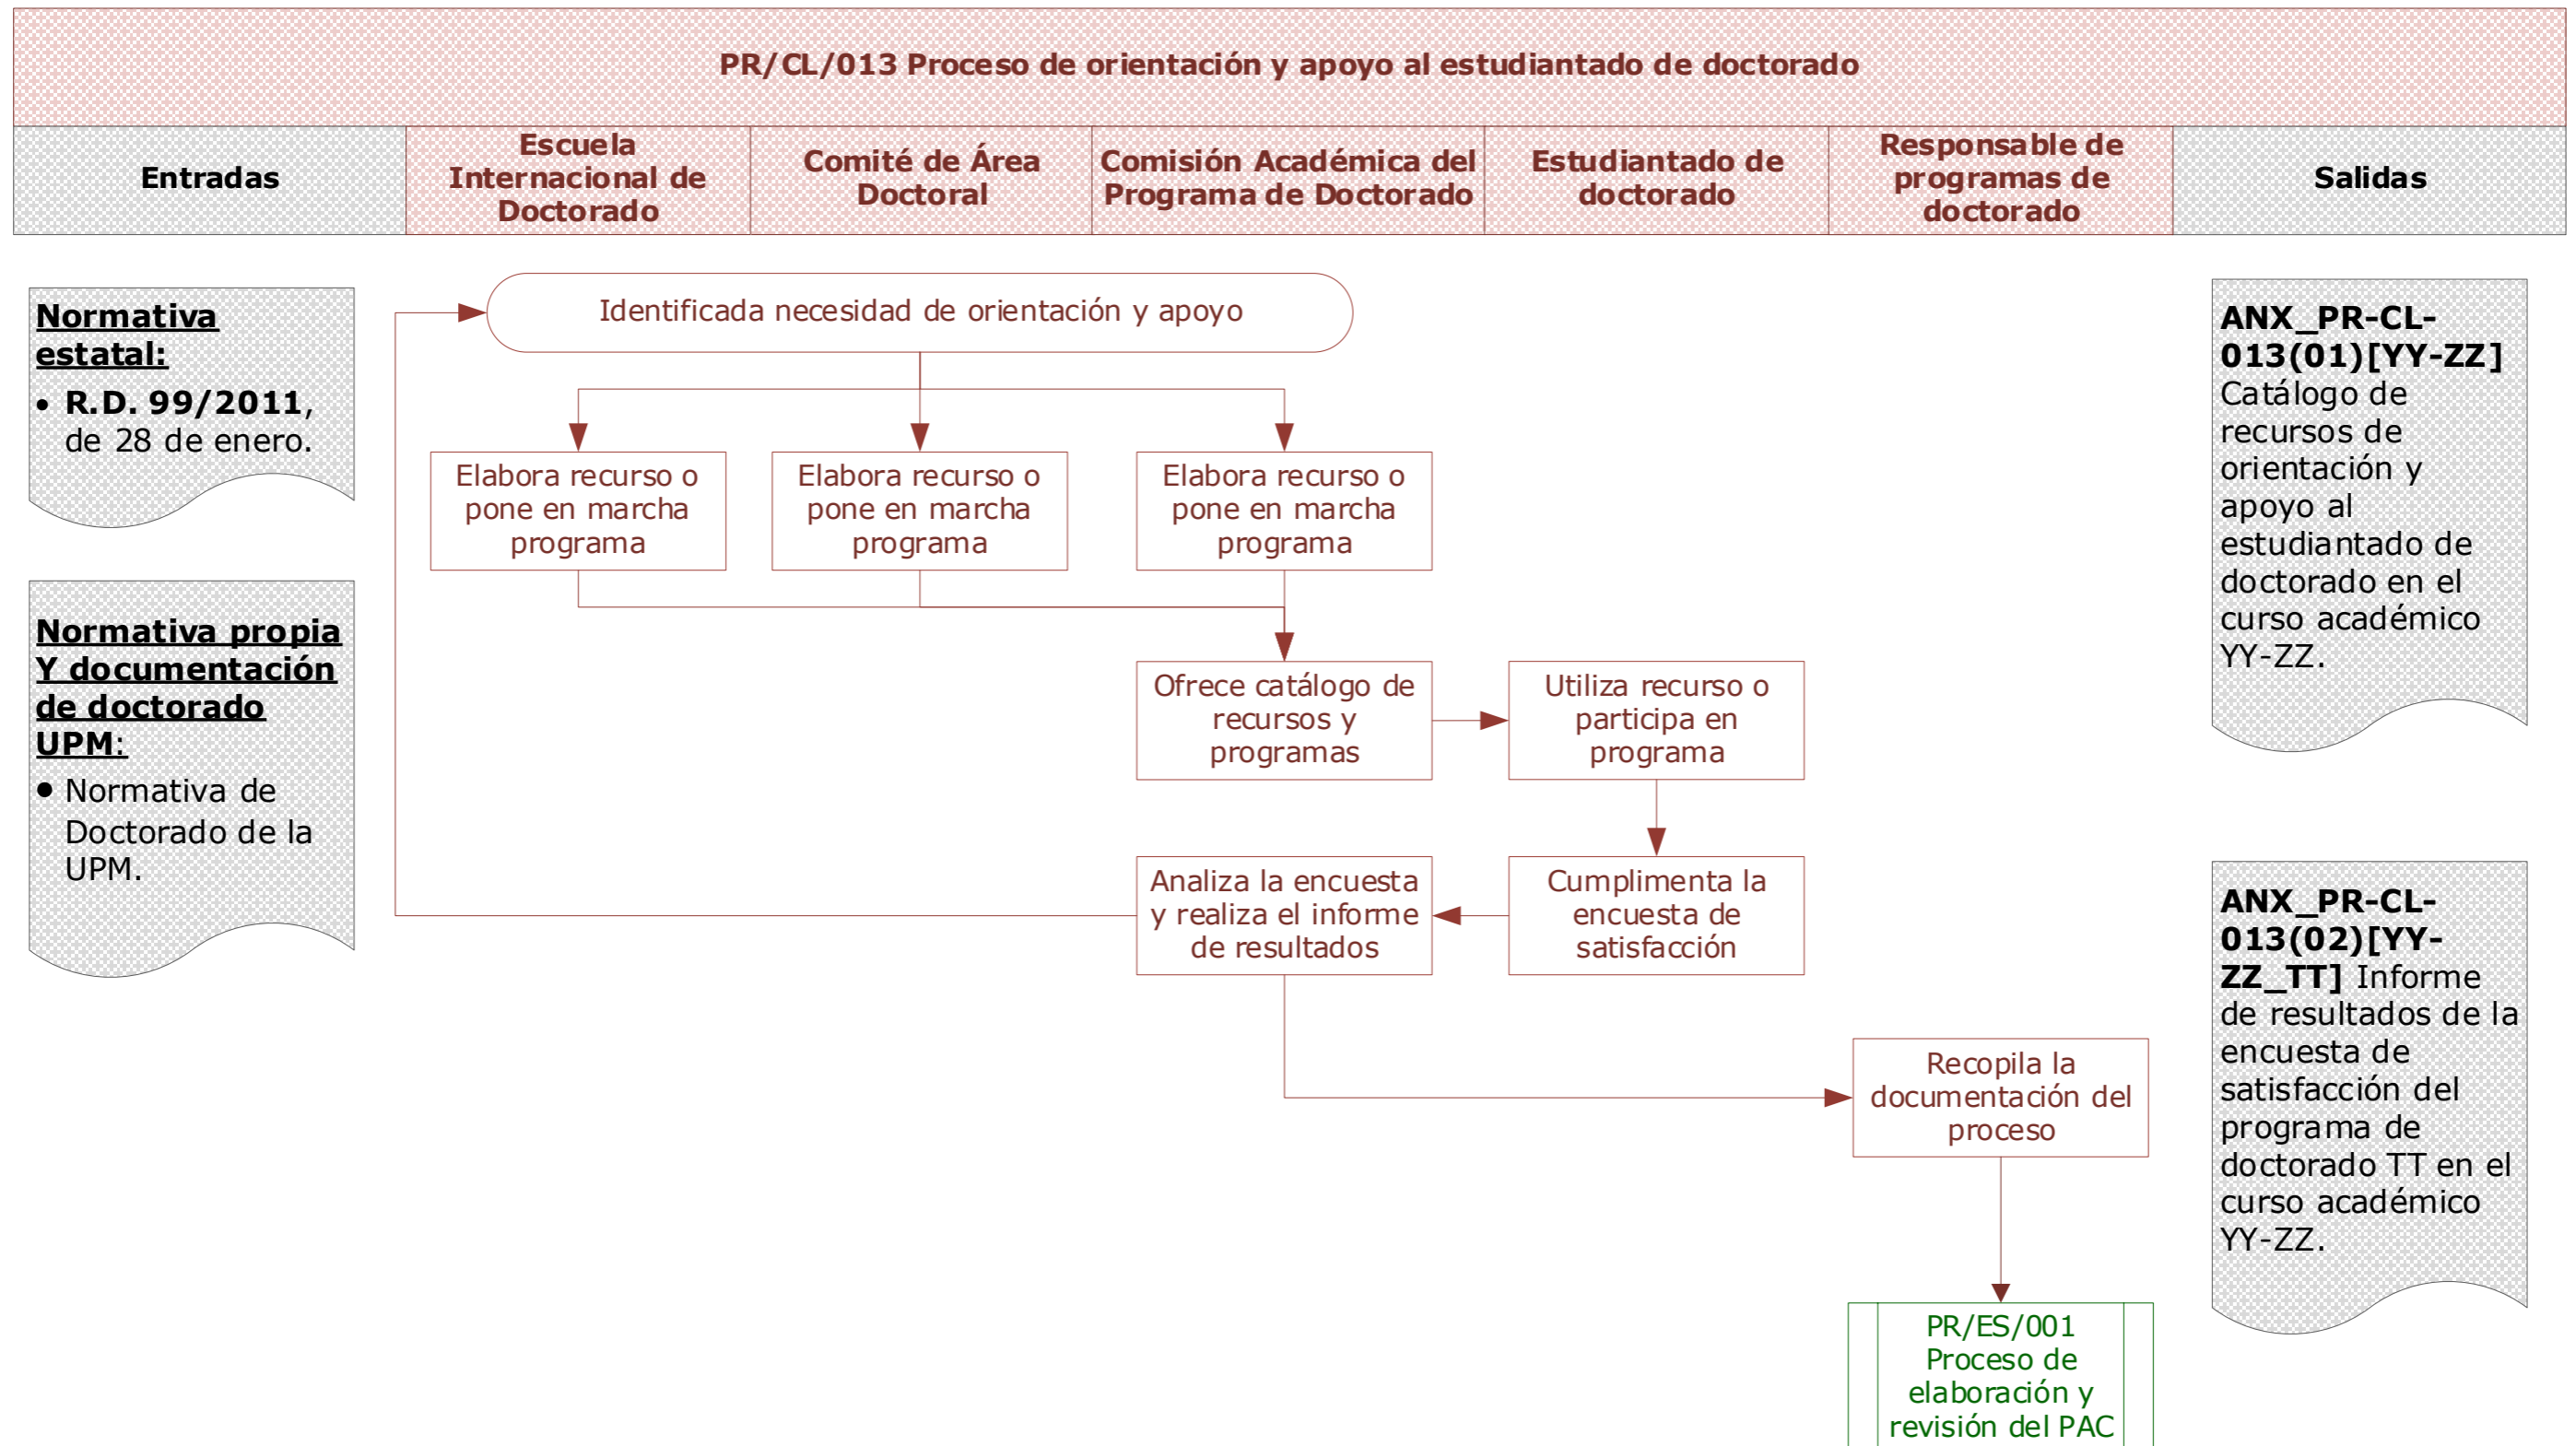 PR/CL/013 Proceso de orientación y apoyo al estudiantado de doctorado
Entradas
Escuela
Internacional de
Doctorado
Comité de Área
Doctoral
Comisión Académica del
Programa de Doctorado
Estudiantado de
doctorado
Responsable de
programas de
doctorado
Salidas
Normativa
estatal:
• R.D. 99/2011,
de 28 de enero.
Normativa propia
Y documentación
de doctorado
UPM:
• Normativa de
Doctorado de la
UPM.
Identificada necesidad de orientación y apoyo
Elabora recurso o
pone en marcha
programa
Elabora recurso o
pone en marcha
programa
Elabora recurso o
pone en marcha
programa
Ofrece catálogo de
recursos y
programas
Utiliza recurso o
participa en
programa
Cumplimenta la
encuesta de
satisfacción
Analiza la encuesta
y realiza el informe
de resultados
Recopila la
documentación del
proceso
PR/ES/001
Proceso de
elaboración y
revisión del PAC
ANX_PR-CL-
013(01)[YY-ZZ]
Catálogo de
recursos de
orientación y
apoyo al
estudiantado de
doctorado en el
curso académico
YY-ZZ.
ANX_PR-CL-
013(02)[YY-
ZZ_TT] Informe
de resultados de la
encuesta de
satisfacción del
programa de
doctorado TT en el
curso académico
YY-ZZ.